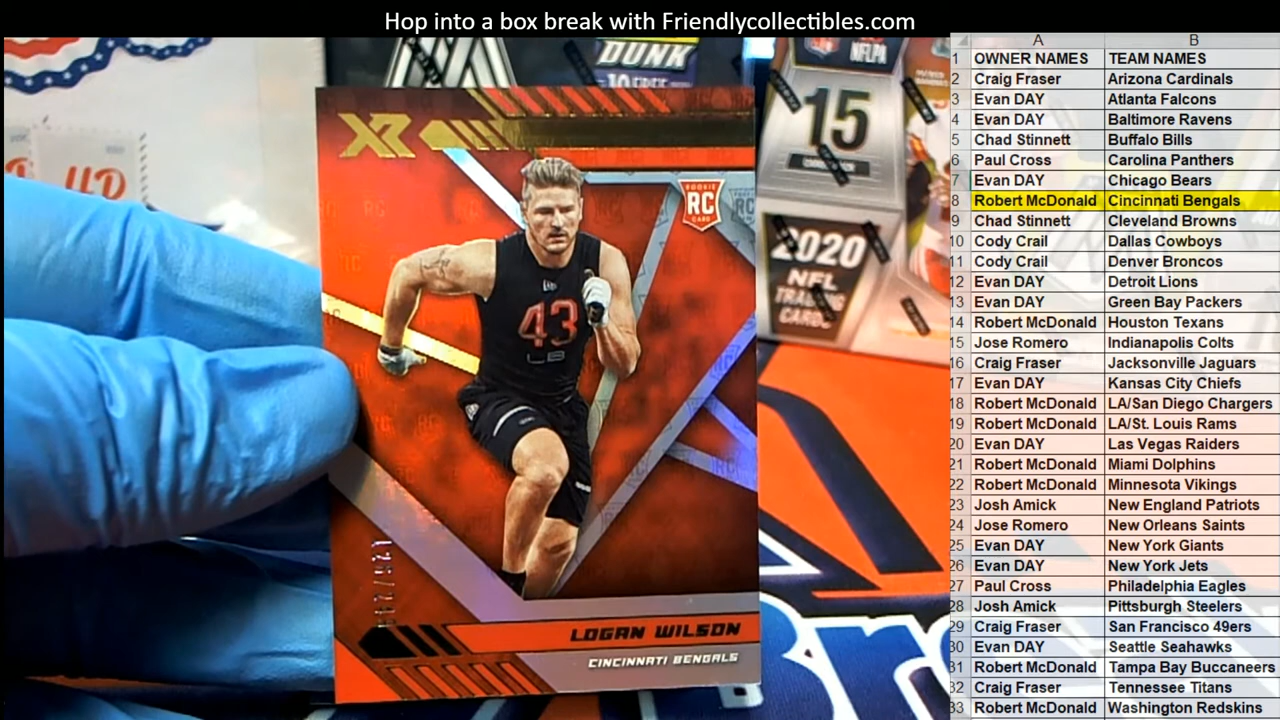 Hop into a box break with Friendlycollectibles.com
DUNK
NFLPA
15
2020
NFL
TRADING
CARDS
XR
ROOKIE
RC
CARD
43
LB
LOGAN WILSON
CINCINNATI BENGALS
A B
1 OWNER NAMES TEAM NAMES
2 Craig Fraser Arizona Cardinals
3 Evan DAY Atlanta Falcons
4 Evan DAY Baltimore Ravens
5 Chad Stinnett Buffalo Bills
6 Paul Cross Carolina Panthers
7 Evan DAY Chicago Bears
8 Robert McDonald Cincinnati Bengals
9 Chad Stinnett Cleveland Browns
10 Cody Crail Dallas Cowboys
11 Cody Crail Denver Broncos
12 Evan DAY Detroit Lions
13 Evan DAY Green Bay Packers
14 Robert McDonald Houston Texans
15 Jose Romero Indianapolis Colts
16 Craig Fraser Jacksonville Jaguars
17 Evan DAY Kansas City Chiefs
18 Robert McDonald LA/San Diego Chargers
19 Robert McDonald LA/St. Louis Rams
20 Evan DAY Las Vegas Raiders
21 Robert McDonald Miami Dolphins
22 Robert McDonald Minnesota Vikings
23 Josh Amick New England Patriots
24 Jose Romero New Orleans Saints
25 Evan DAY New York Giants
26 Evan DAY New York Jets
27 Paul Cross Philadelphia Eagles
28 Josh Amick Pittsburgh Steelers
29 Craig Fraser San Francisco 49ers
30 Evan DAY Seattle Seahawks
31 Robert McDonald Tampa Bay Buccaneers
32 Craig Fraser Tennessee Titans
33 Robert McDonald Washington Redskins